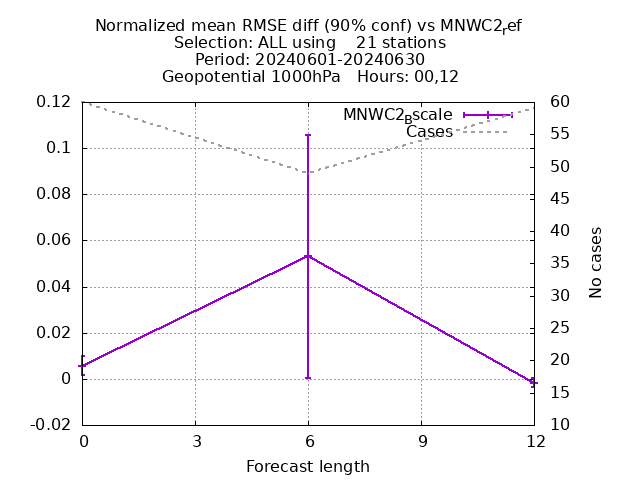 Normalized mean RMSE diff (90% conf) vs MNWC2ref
Selection: ALL using    21 stations
Period: 20240601-20240630
Geopotential 1000hPa   Hours: 00,12
MNWC2Bscale
Cases
0.12
0.1
0.08
0.06
0.04
0.02
0
-0.02
60
55
50
45
40
35
30
25
20
15
10
No cases
0 3 6 9 12
Forecast length